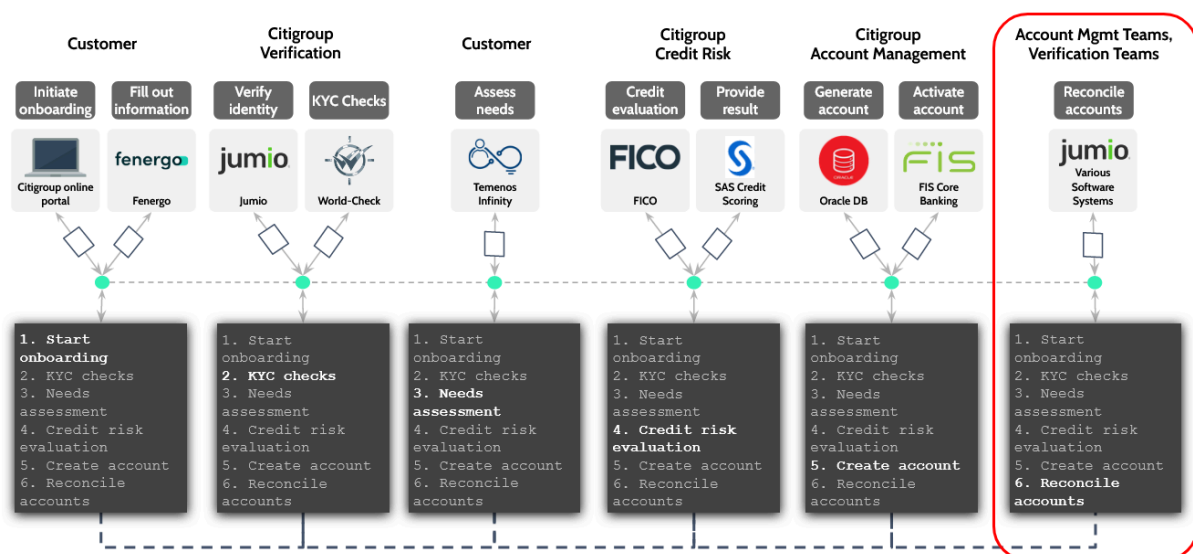 Customer
Citigroup
Verification
Customer
Citigroup
Credit Risk
Citigroup
Account Management
Account Mgmt Teams,
Verification Teams
Initiate
onboarding
Fill out
information
Verify
identity
KYC Checks
Assess
needs
Credit
evaluation
Provide
result
Generate
account
Activate
account
Reconcile
accounts
Citigroup online
portal
fenergo
Fenergo
jumio
Jumio
World-Check
Temenos
Infinity
FICO
FICO
SAS Credit
Scoring
ORACLE
Oracle DB
FIS
FIS Core
Banking
jumio
Various
Software
Systems
1. Start
onboarding
2. KYC checks
3. Needs
assessment
4. Credit risk
evaluation
5. Create account
6. Reconcile
accounts
1. Start
onboarding
2. KYC checks
3. Needs
assessment
4. Credit risk
evaluation
5. Create account
6. Reconcile
accounts
1. Start
onboarding
2. KYC checks
3. Needs
assessment
4. Credit risk
evaluation
5. Create account
6. Reconcile
accounts
1. Start
onboarding
2. KYC checks
3. Needs
assessment
4. Credit risk
evaluation
5. Create account
6. Reconcile
accounts
1. Start
onboarding
2. KYC checks
3. Needs
assessment
4. Credit risk
evaluation
5. Create account
6. Reconcile
accounts
1. Start
onboarding
2. KYC checks
3. Needs
assessment
4. Credit risk
evaluation
5. Create account
6. Reconcile
accounts